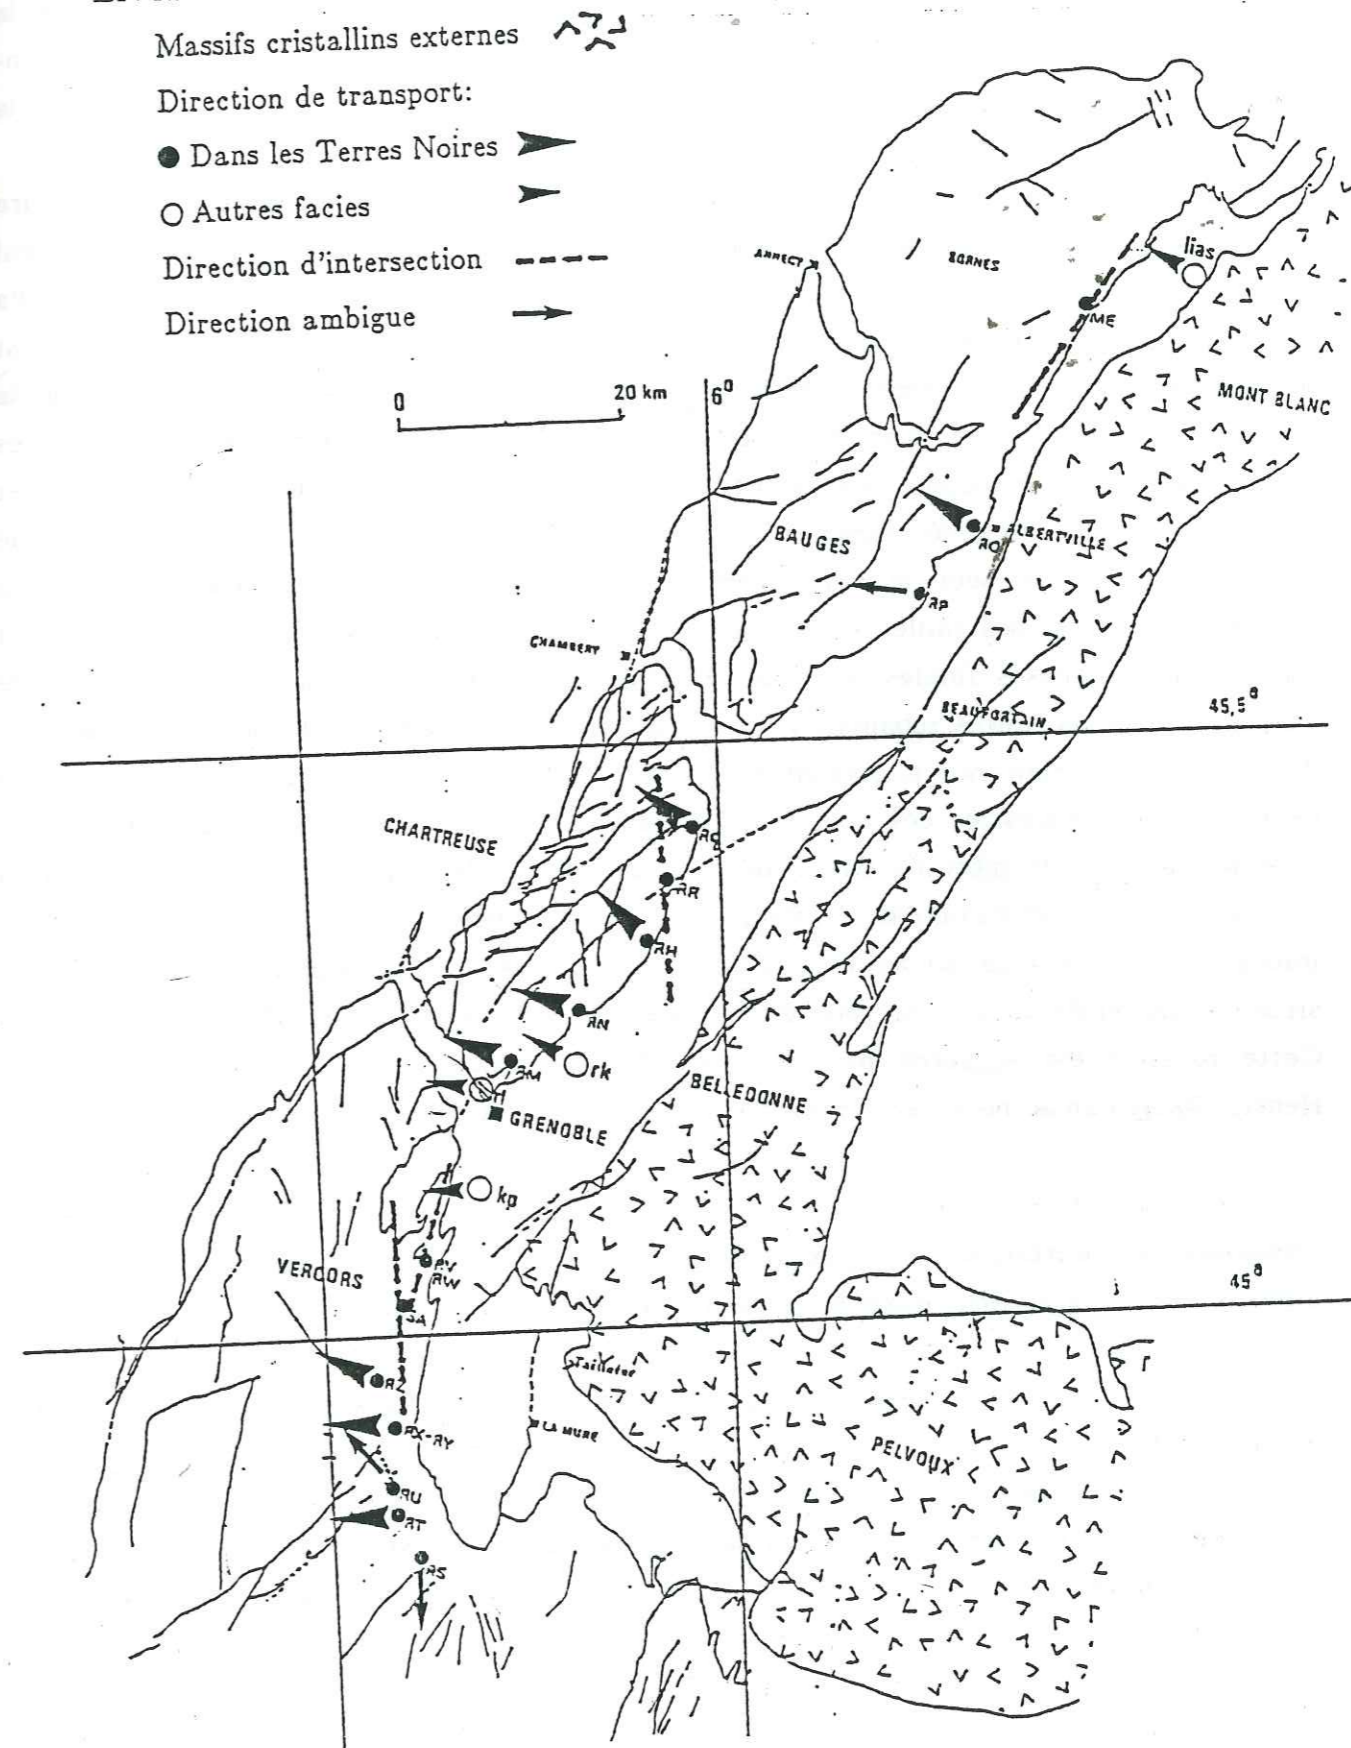 Massifs cristallins externes
Direction de transport:
Dans les Terres Noires
Autres facies
Direction d'intersection
Direction ambigue
0 20 km
6°
ANNECY
BORNES
lias
ME
MONT BLANC
BAUGES
ALBERTVILLE
RO
RP
CHAMBERY
BEAUFORTAIN
45,5°
CHARTREUSE
RR
RH
RN
rk
BELLEDONNE
H
GRENOBLE
kp
VERCORS
RV
RW
45°
SA
Taillefer
RZ
LA MURE
RX-RY
PELVOUX
RU
RT
RS